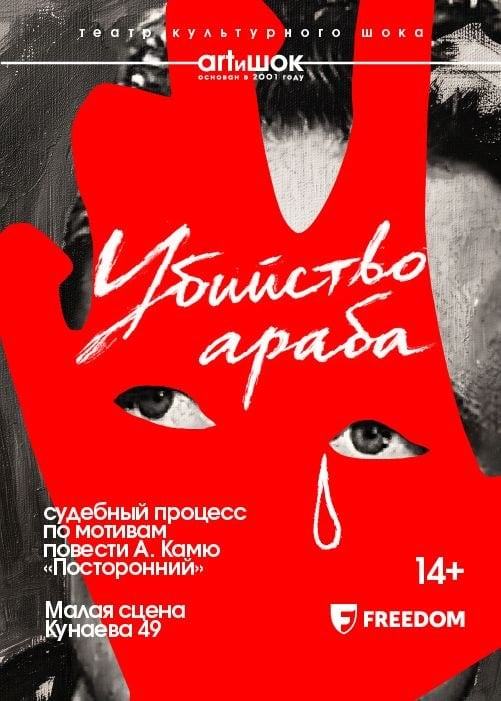 театр культурного шока
artиШОК
основан в 2001 году
Убийство
араба
судебный процесс
по мотивам
повести А. Камю
«Посторонний»
14+
Малая сцена
Кунаева 49
FREEDOM